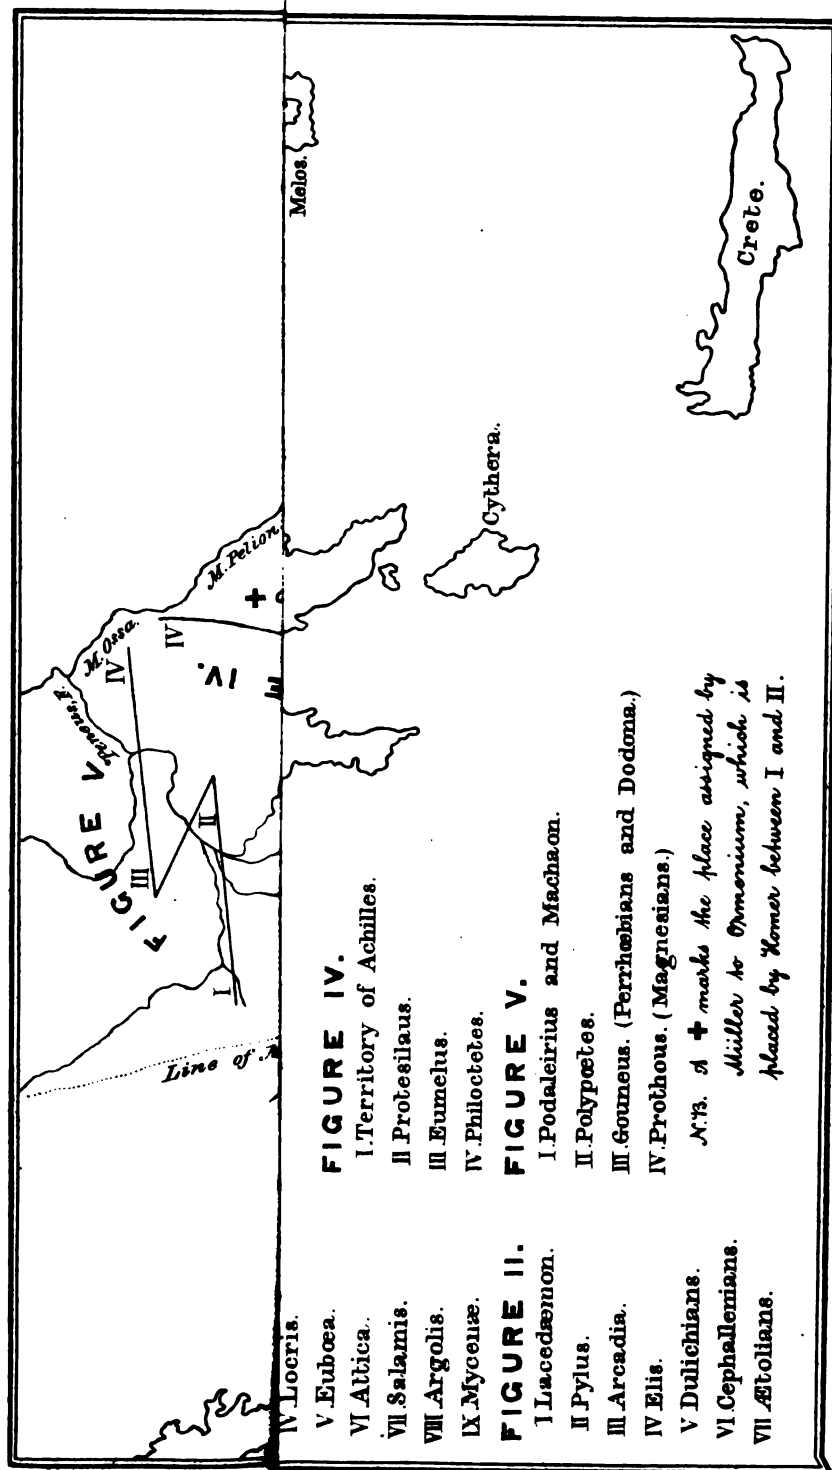 FIGURE V
Penëus, fl.
M. Ossa.
M. Pelion.
III
IV
IV
IV.
II
I
+
Line of
Melos.
Cythera.
Crete.
IV. Locris.
V. Eubœa.
VI. Attica.
VII. Salamis.
VIII. Argolis.
IX. Mycenæ.
FIGURE II.
I. Lacedæmon.
II. Pylus.
III. Arcadia.
IV. Elis.
V. Dulichians.
VI. Cephallenians.
VII. Ætolians.
FIGURE IV.
I. Territory of Achilles.
II. Protesilaus.
III. Eumelus.
IV. Philoctetes.
FIGURE V.
I. Podaleirius and Machaon.
II. Polypœtes.
III. Gouneus. (Perrhœbians and Dodona.)
IV. Prothous. (Magnesians.)
N.B. A + marks the place assigned by
Müller to Ormenium, which is
placed by Homer between I and II.